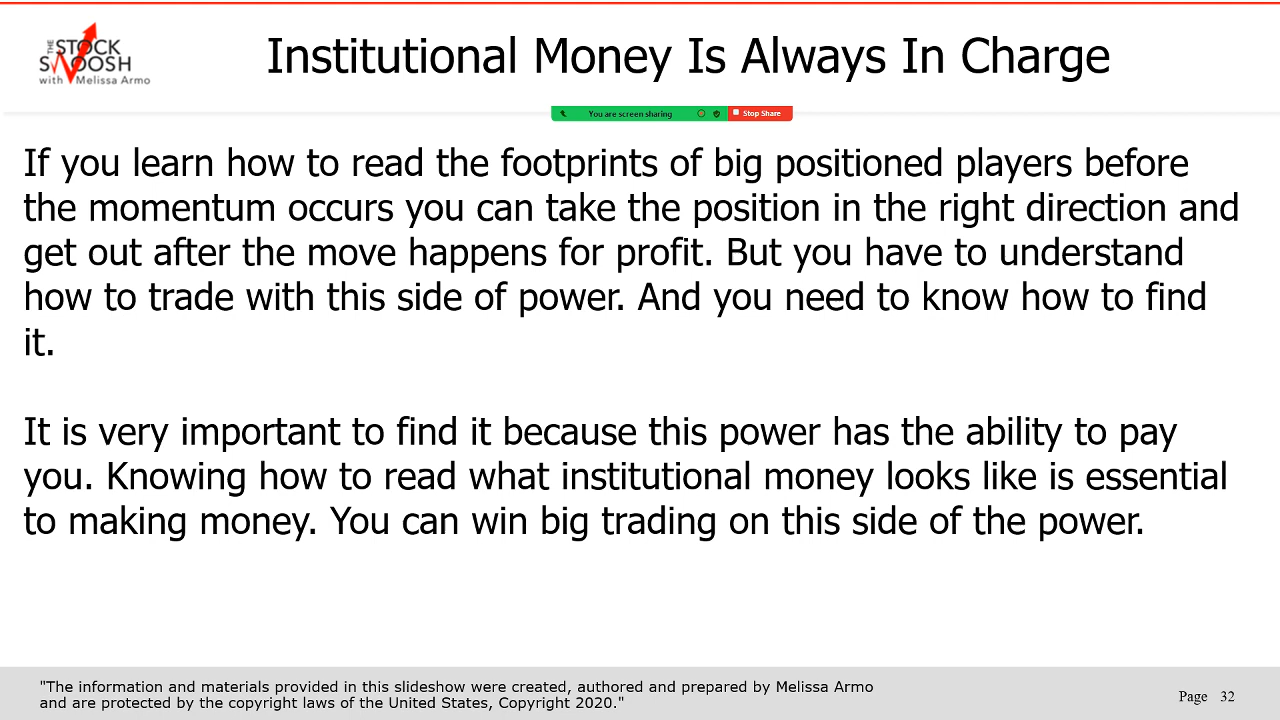 THE
STOCK
SWOOSH
with Melissa Armo
Institutional Money Is Always In Charge
You are screen sharing
Stop Share
If you learn how to read the footprints of big positioned players before
the momentum occurs you can take the position in the right direction and
get out after the move happens for profit. But you have to understand
how to trade with this side of power. And you need to know how to find
it.
It is very important to find it because this power has the ability to pay
you. Knowing how to read what institutional money looks like is essential
to making money. You can win big trading on this side of the power.
"The information and materials provided in this slideshow were created, authored and prepared by Melissa Armo
and are protected by the copyright laws of the United States, Copyright 2020."
Page 32